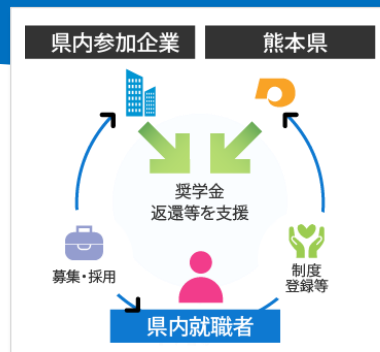 県内参加企業
熊本県
奨学金
返還等を支援
募集・採用
制度
登録等
県内就職者